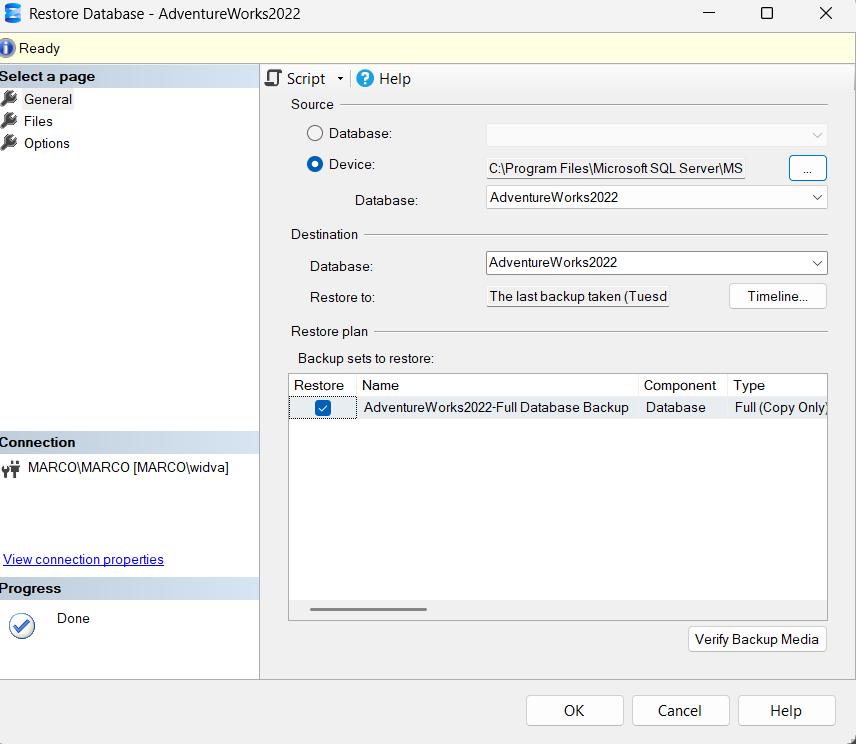 Restore Database - AdventureWorks2022
Ready
Select a page
General
Files
Options
Connection
MARCO\MARCO [MARCO\widva]
View connection properties
Progress
Done
Script
Help
Source
Database:
Device:
C:\Program Files\Microsoft SQL Server\MS
...
Database:
AdventureWorks2022
Destination
Database:
AdventureWorks2022
Restore to:
The last backup taken (Tuesd
Timeline...
Restore plan
Backup sets to restore:
Restore Name Component Type
AdventureWorks2022-Full Database Backup Database Full (Copy Only)
Verify Backup Media
OK
Cancel
Help